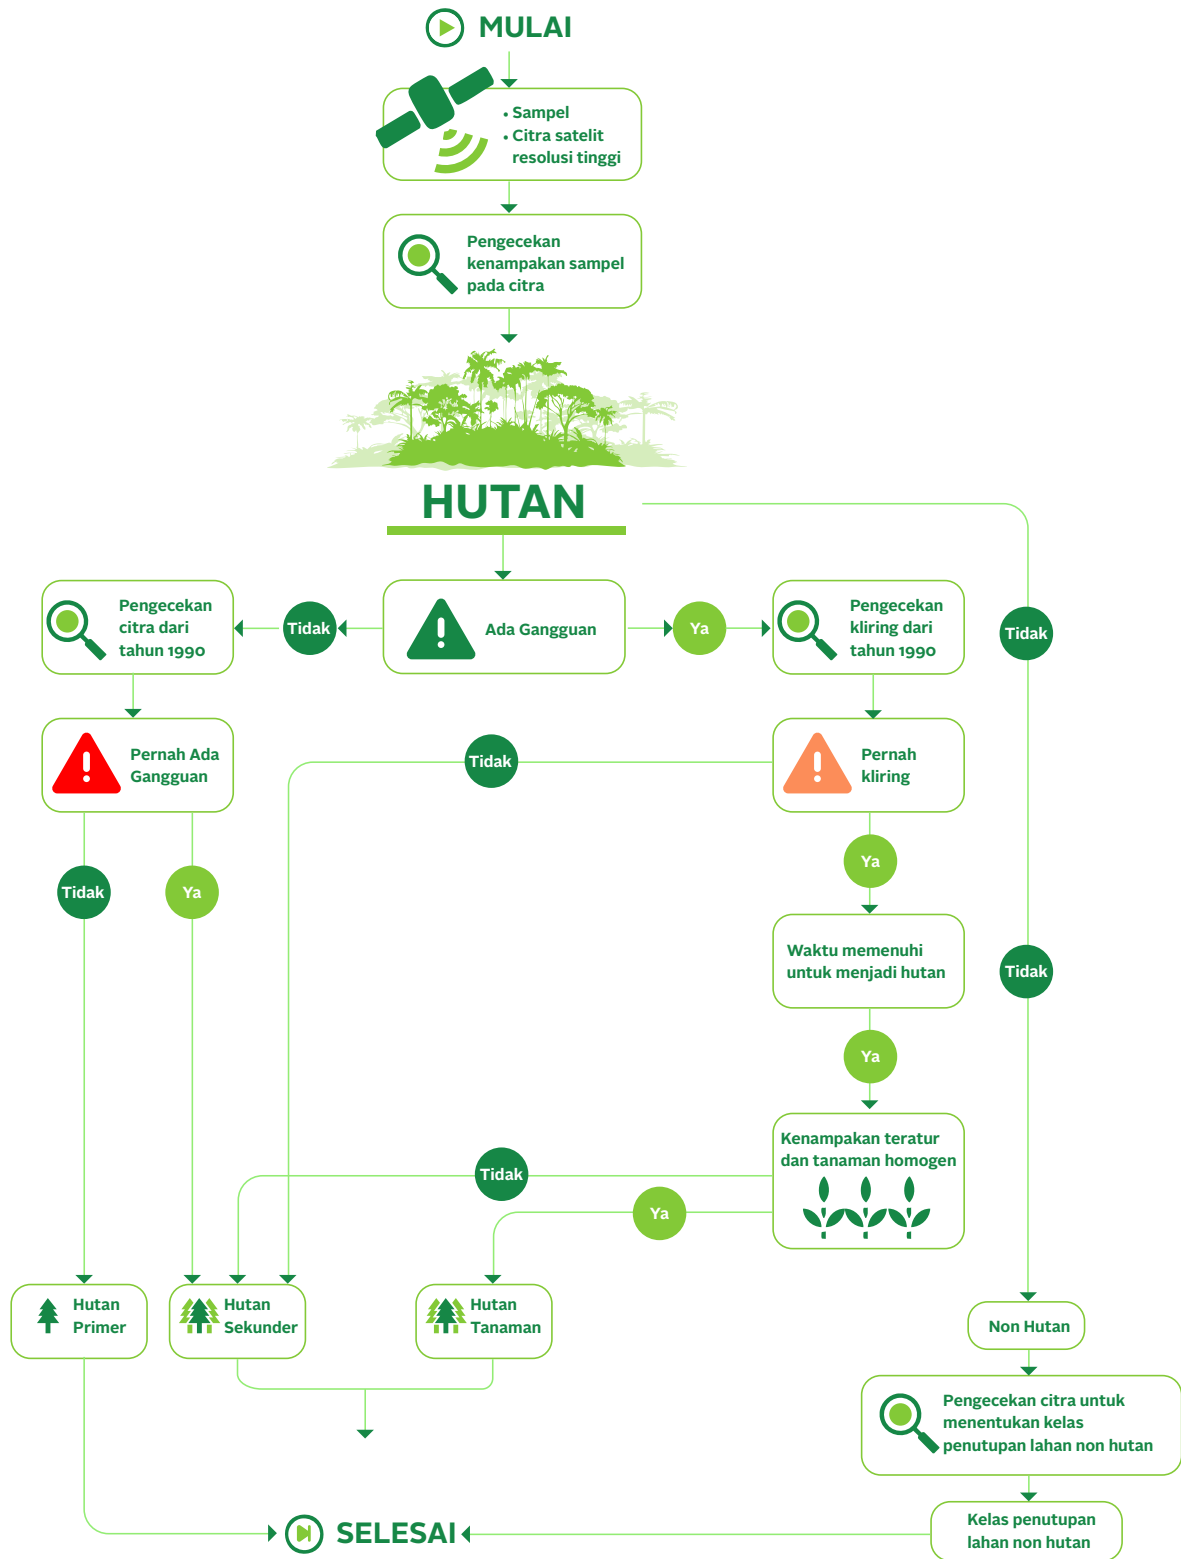 MULAI
• Sampel
• Citra satelit
resolusi tinggi
Pengecekan
kenampakan sampel
pada citra
HUTAN
Pengecekan
citra dari
tahun 1990
Tidak
Ada Gangguan
Ya
Pengecekan
kliring dari
tahun 1990
Tidak
Pernah Ada
Gangguan
Tidak
Pernah
kliring
Tidak
Ya
Ya
Waktu memenuhi
untuk menjadi hutan
Tidak
Ya
Kenampakan teratur
dan tanaman homogen
Tidak
Ya
Hutan
Primer
Hutan
Sekunder
Hutan
Tanaman
Non Hutan
Pengecekan citra untuk
menentukan kelas
penutupan lahan non hutan
Kelas penutupan
lahan non hutan
SELESAI